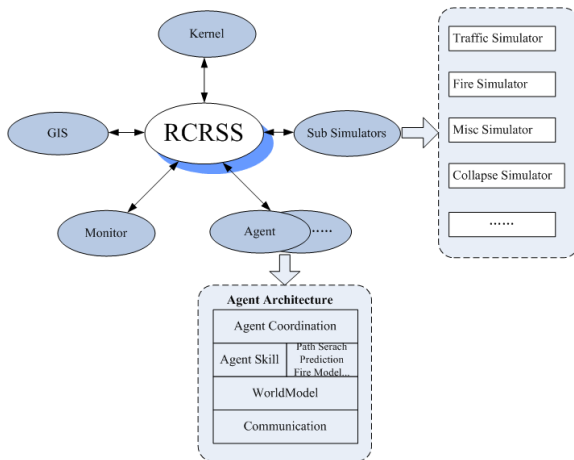 Kernel
RCRSS
GIS
Sub Simulators
Monitor
Agent
.....
Traffic Simulator
Fire Simulator
Misc Simulator
Collapse Simulator
......
Agent Architecture
Agent Coordination
Agent Skill
Path Serach
Prediction
Fire Model...
WorldModel
Communication